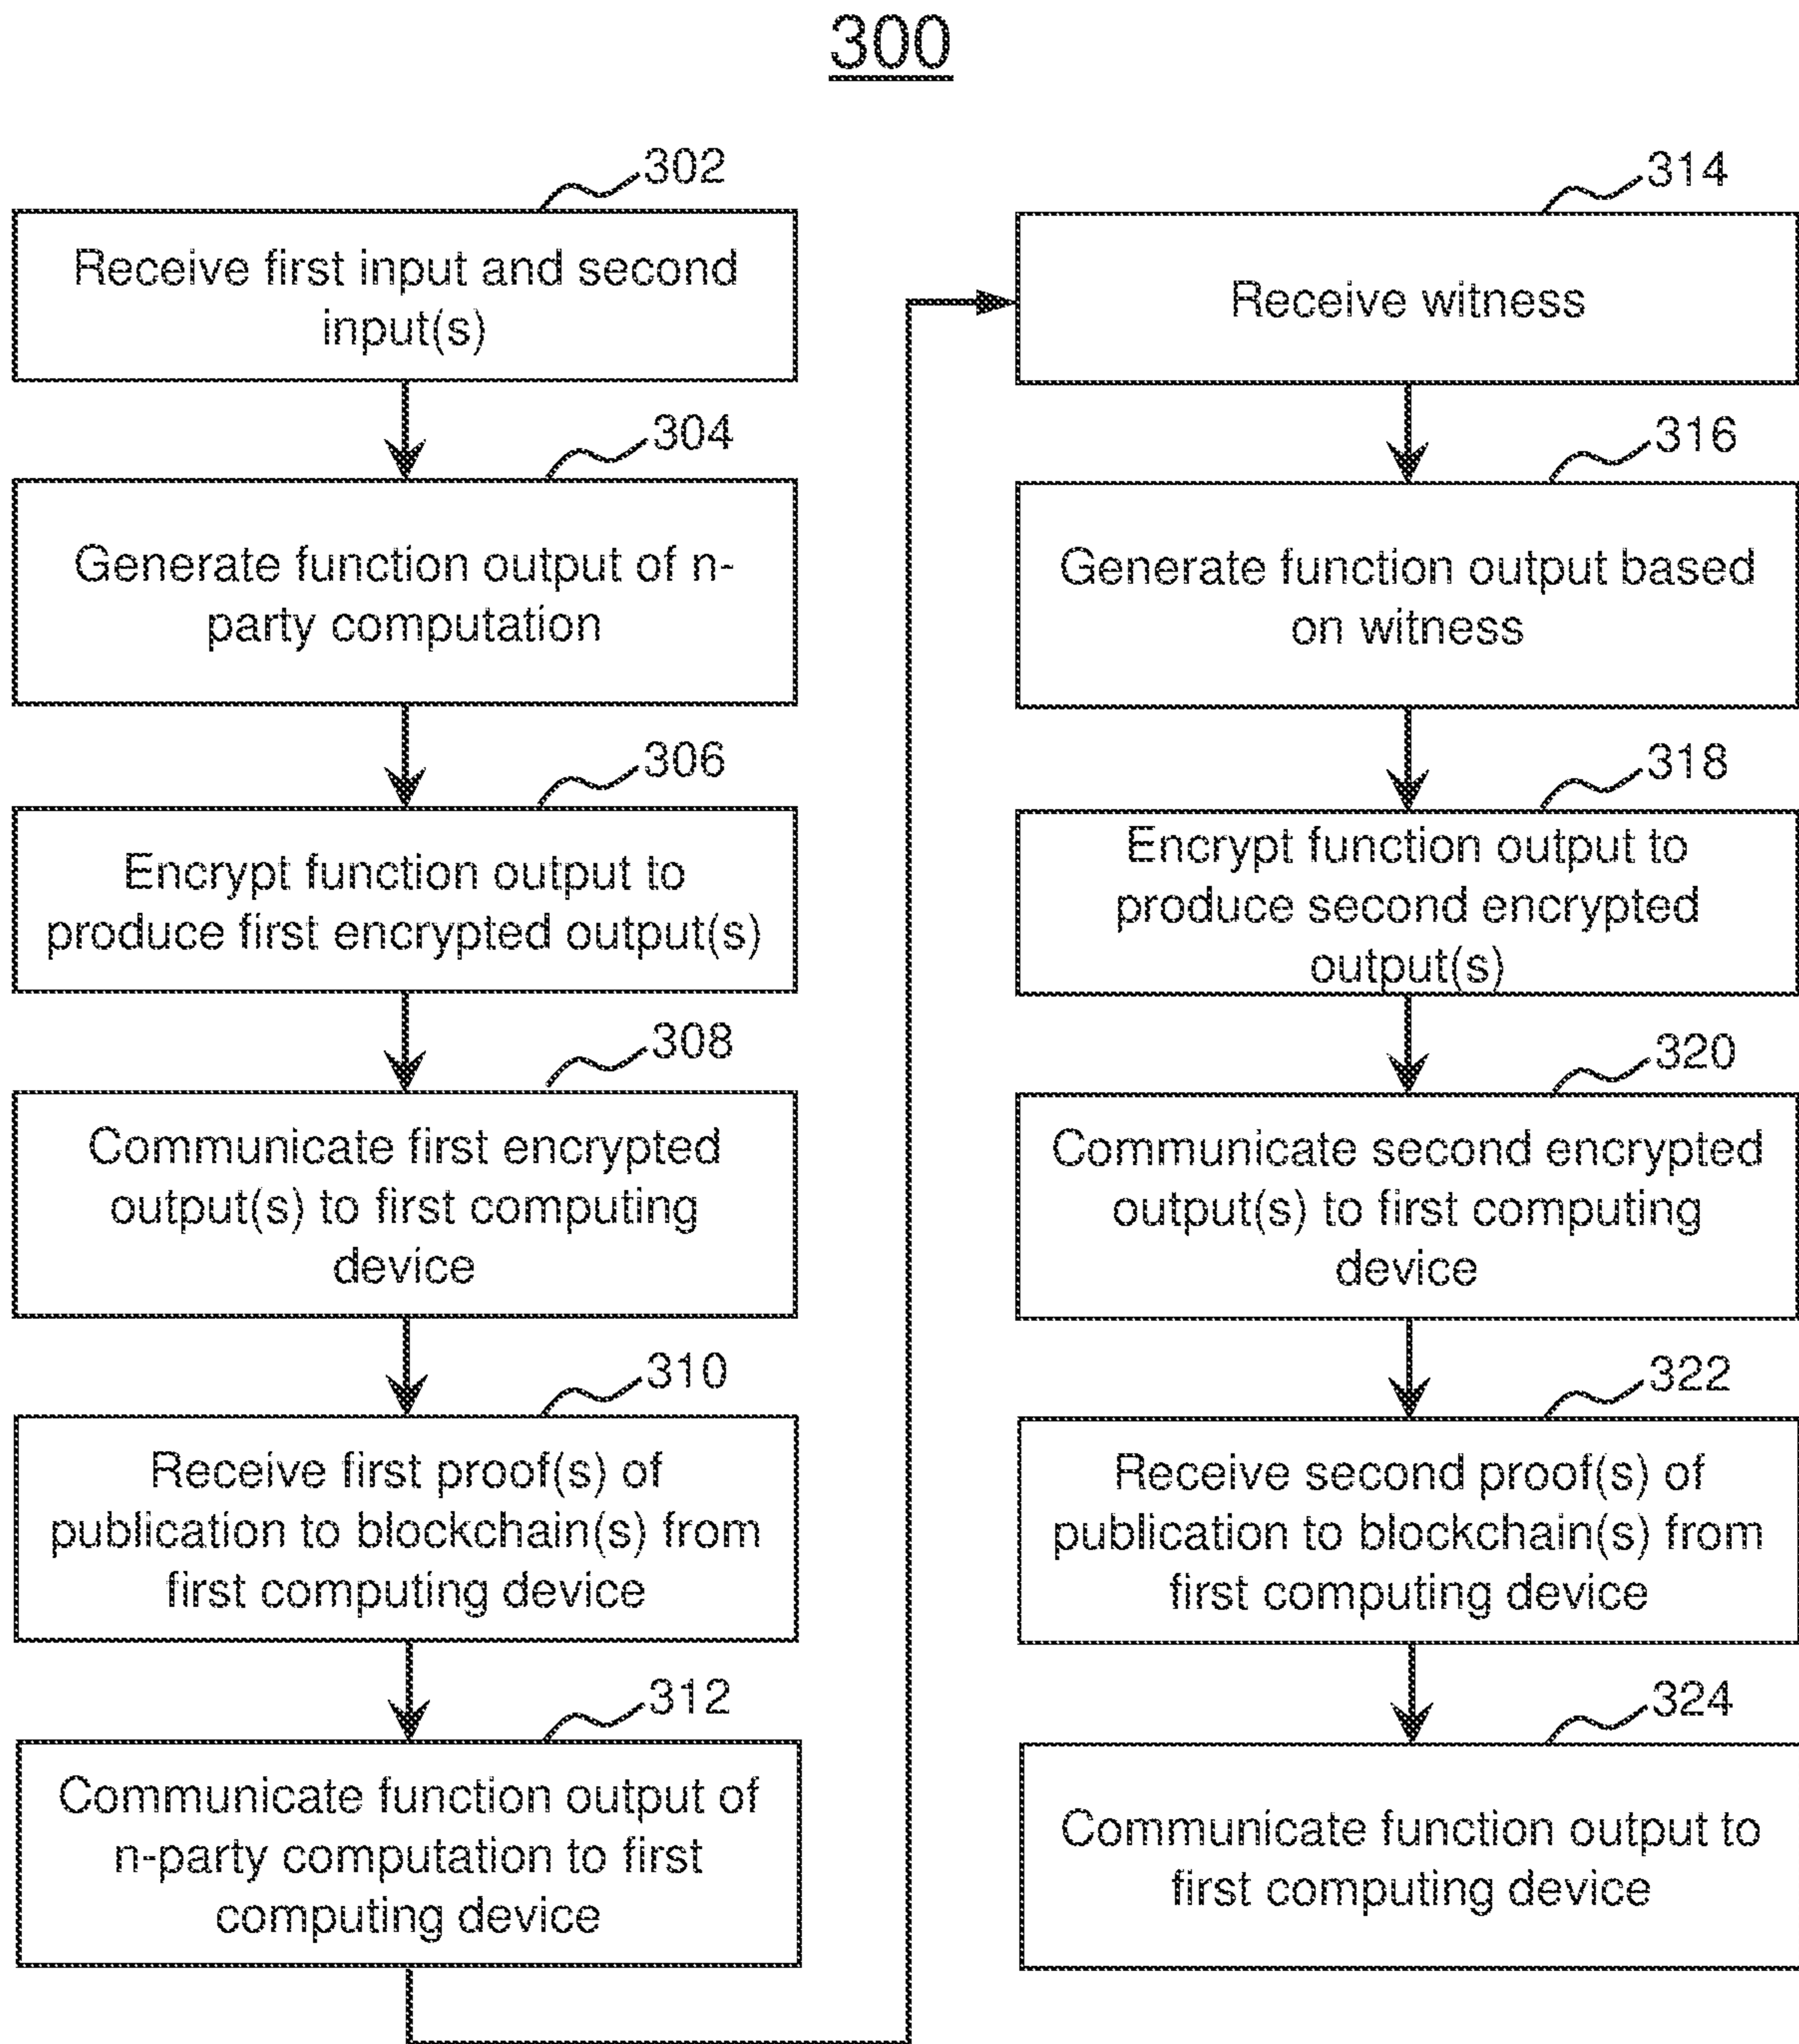 300
302
Receive first input and second
input(s)
304
Generate function output of n-
party computation
306
Encrypt function output to
produce first encrypted output(s)
308
Communicate first encrypted
output(s) to first computing
device
310
Receive first proof(s) of
publication to blockchain(s) from
first computing device
312
Communicate function output of
n-party computation to first
computing device
314
Receive witness
316
Generate function output based
on witness
318
Encrypt function output to
produce second encrypted
output(s)
320
Communicate second encrypted
output(s) to first computing
device
322
Receive second proof(s) of
publication to blockchain(s) from
first computing device
324
Communicate function output to
first computing device